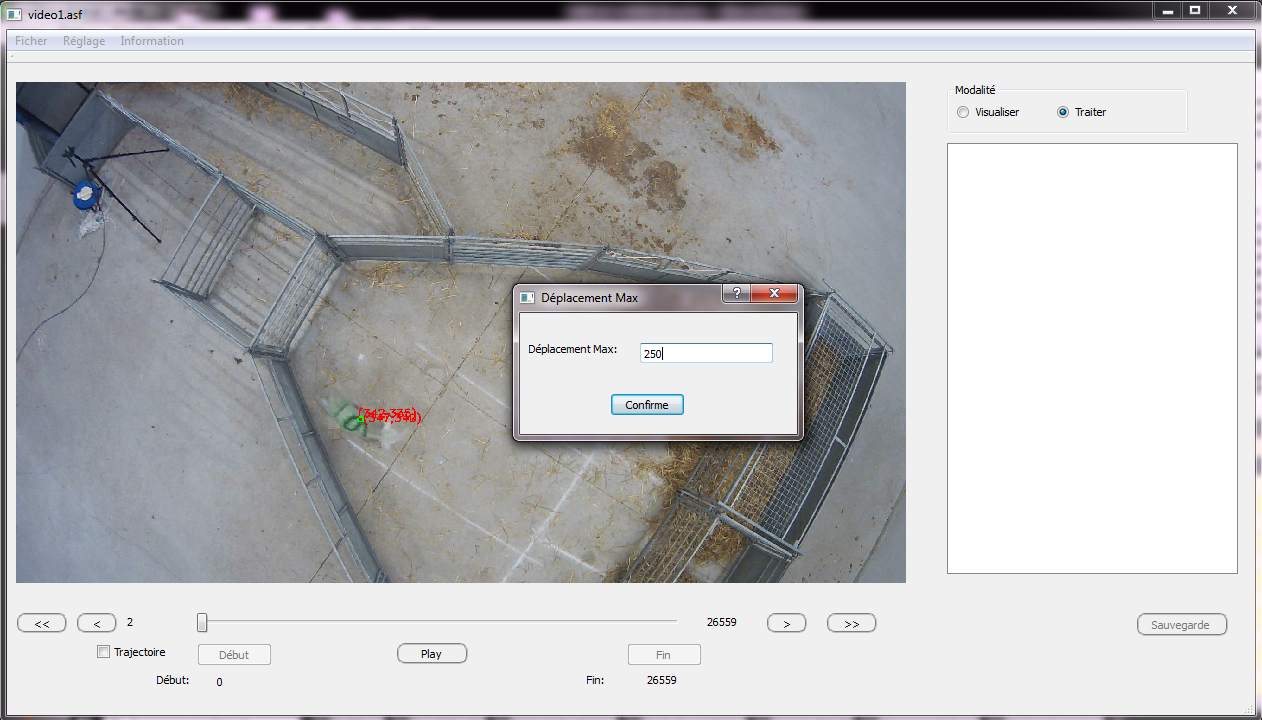 video1.asf
Ficher Réglage Information
Modalité
Visualiser Traiter
Déplacement Max
Déplacement Max: 250
Confirme
<< < 2 26559 > >>
Sauvegarde
Trajectoire Début Play Fin
Début: 0 Fin: 26559